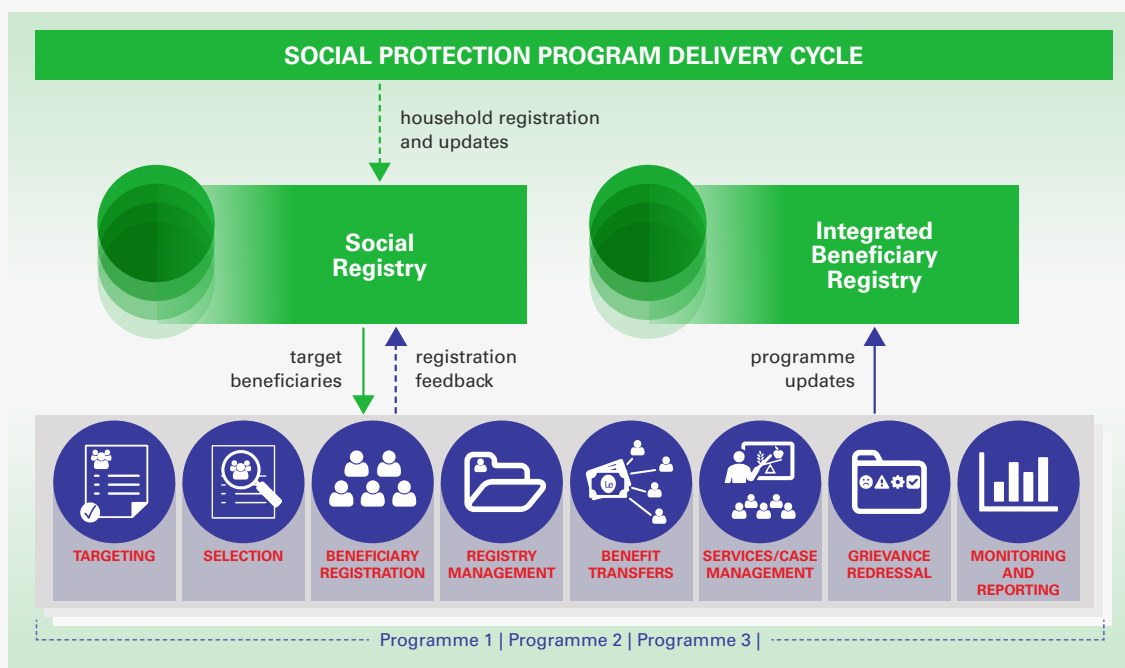 SOCIAL PROTECTION PROGRAM DELIVERY CYCLE
household registration
and updates
Social
Registry
Integrated
Beneficiary
Registry
target
beneficiaries
registration
feedback
programme
updates
Le
TARGETING
SELECTION
BENEFICIARY
REGISTRATION
REGISTRY
MANAGEMENT
BENEFIT
TRANSFERS
SERVICES/CASE
MANAGEMENT
GRIEVANCE
REDRESSAL
MONITORING
AND
REPORTING
Programme 1 | Programme 2 | Programme 3 |